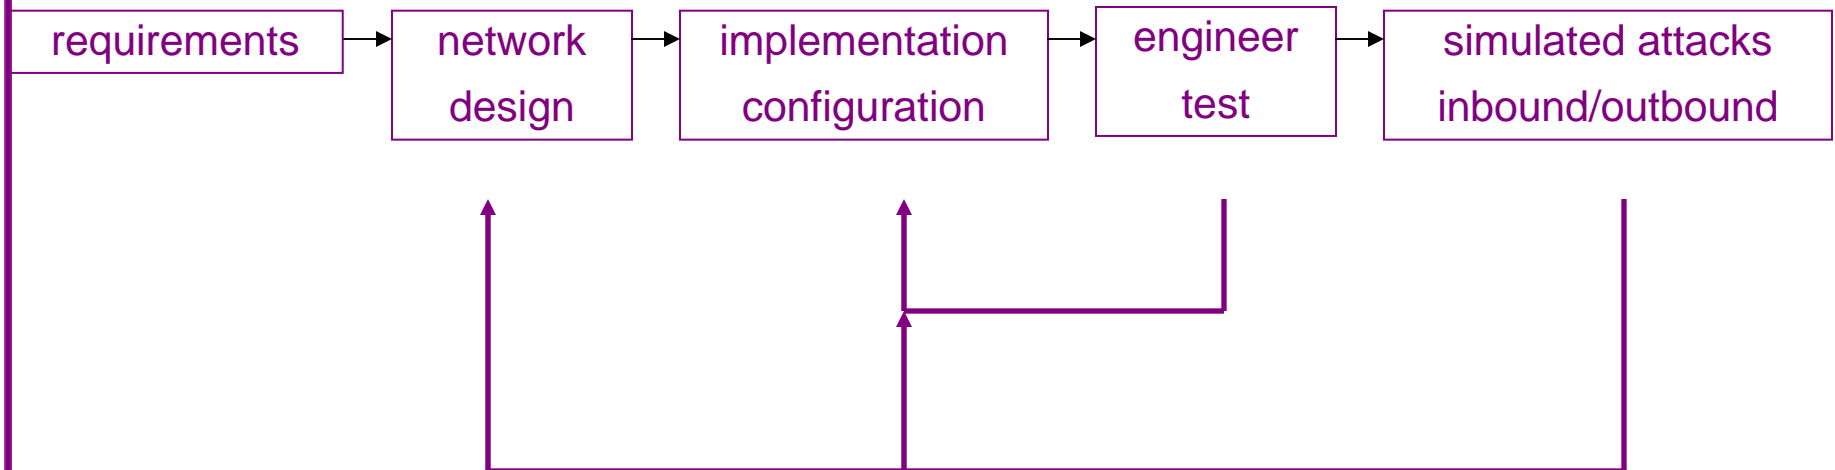 requirements
network
design
implementation
configuration
engineer
test
simulated attacks
inbound/outbound